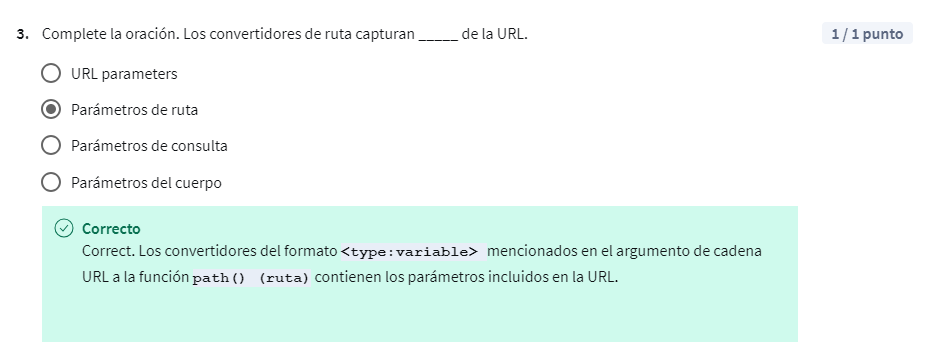 3. Complete la oración. Los convertidores de ruta capturan _____ de la URL.
1 / 1 punto
URL parameters
Parámetros de ruta
Parámetros de consulta
Parámetros del cuerpo
Correcto
Correct. Los convertidores del formato <type:variable> mencionados en el argumento de cadena
URL a la función path() (ruta) contienen los parámetros incluidos en la URL.